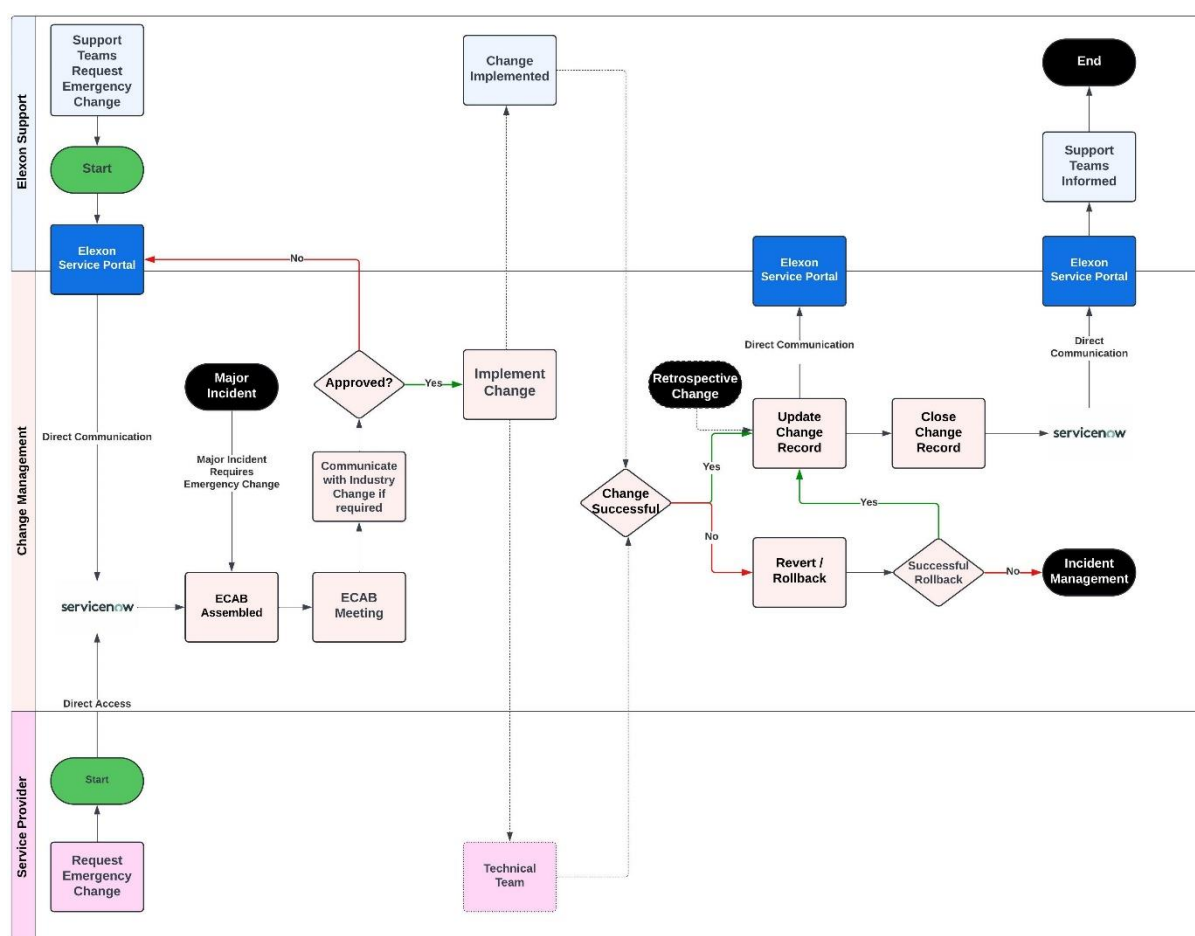 Elexon Support
Support
Teams
Request
Emergency
Change
Start
Elexon
Service Portal
No
Change
Implemented
Elexon
Service Portal
End
Support
Teams
Informed
Elexon
Service Portal
Change Management
Direct Communication
Major
Incident
Major Incident
Requires
Emergency Change
Approved?
Yes
Communicate
with Industry
Change if
required
servicenow
ECAB
Assembled
ECAB
Meeting
Implement
Change
Change
Successful
Yes
No
Retrospective
Change
Direct Communication
Update
Change
Record
Close
Change
Record
servicenow
Direct
Communication
Revert /
Rollback
Successful
Rollback
Yes
No
Incident
Management
Direct Access
Service Provider
Start
Request
Emergency
Change
Technical
Team